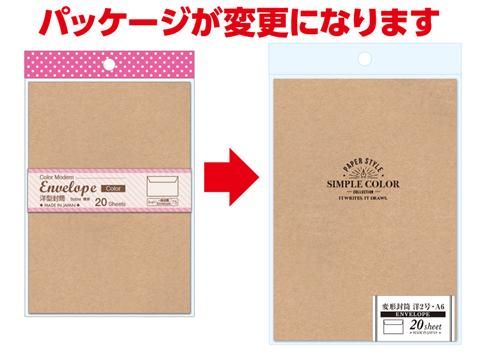 パッケージが変更になります
Color Modern
Envelope
Color
洋型封筒
20 Sheets
MADE IN JAPAN
PAPER STYLE
SIMPLE COLOR
COLLECTION
IT WRITES, IT DRAWS.
変形封筒 洋2号・A6
ENVELOPE
20 sheet
MADE IN JAPAN